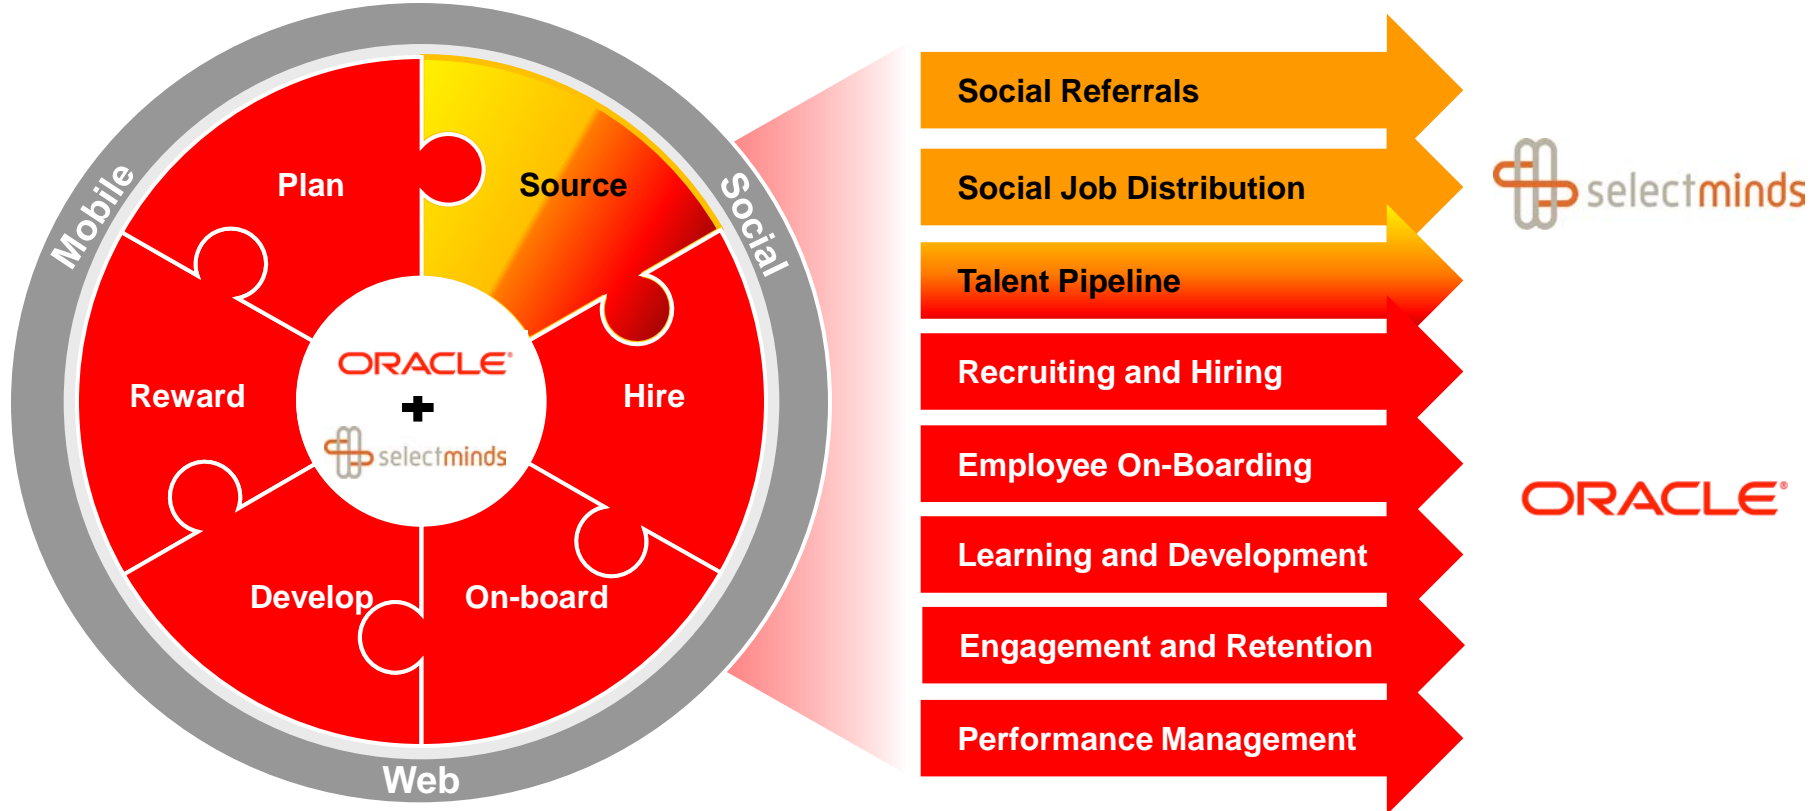 Mobile
Social
Web
Plan
Source
Reward
Hire
Develop
On-board
ORACLE®
+
selectminds
Social Referrals
Social Job Distribution
Talent Pipeline
Recruiting and Hiring
Employee On-Boarding
Learning and Development
Engagement and Retention
Performance Management
selectminds
ORACLE®